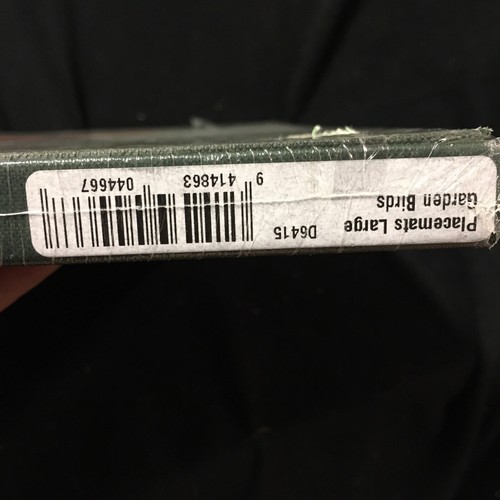 Placemats Large
Garden Birds
D6415
9 414863 044667